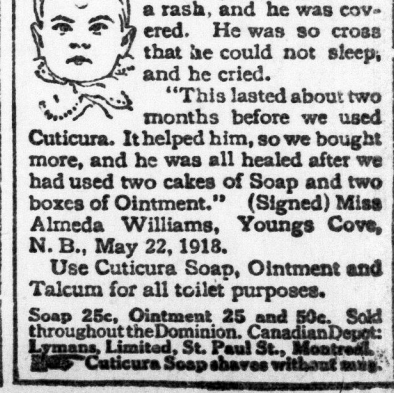 a rash, and he was cov-
ered. He was so cross
that he could not sleep,
and he cried.
"This lasted about two
months before we used
Cuticura. It helped him, so we bought
more, and he was all healed after we
had used two cakes of Soap and two
boxes of Ointment." (Signed) Miss
Almeda Williams, Youngs Cove,
N. B., May 22, 1918.
Use Cuticura Soap, Ointment and
Talcum for all toilet purposes.
Soap 25c, Ointment 25 and 50c. Sold
throughout the Dominion. Canadian Depot:
Lymans, Limited, St. Paul St., Montreal.
Cuticura Soap shaves without mug.